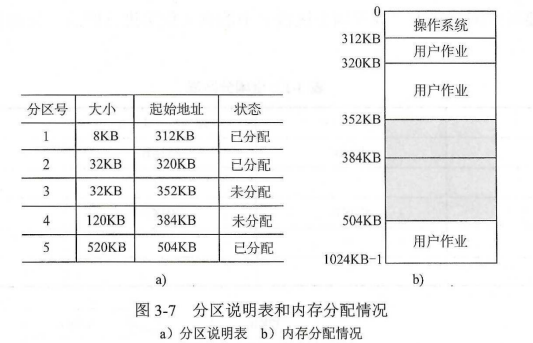 分区号 大小 起始地址 状态
1 8KB 312KB 已分配
2 32KB 320KB 已分配
3 32KB 352KB 未分配
4 120KB 384KB 未分配
5 520KB 504KB 已分配
a)
0
操作系统
312KB
用户作业
320KB
用户作业
352KB
384KB
504KB
用户作业
1024KB-1
b)
图 3-7 分区说明表和内存分配情况
a）分区说明表 b）内存分配情况